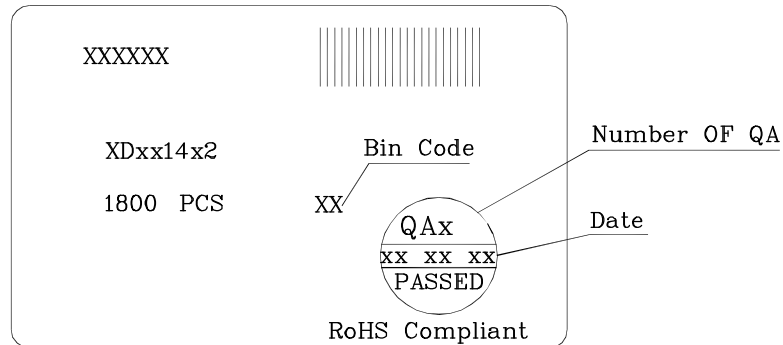 XXXXXX
Number OF QA
XDxx14x2
Bin Code
1800 PCS
XX
QAx
Date
xx xx xx
PASSED
RoHS Compliant